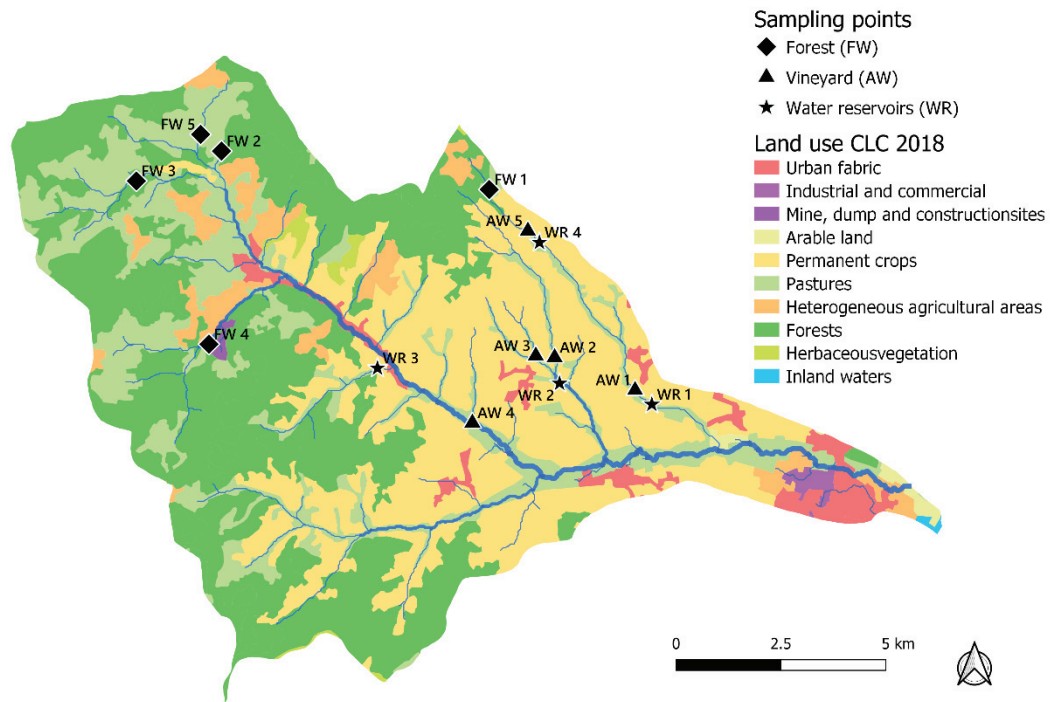 Sampling points
Forest (FW)
Vineyard (AW)
Water reservoirs (WR)
Land use CLC 2018
Urban fabric
Industrial and commercial
Mine, dump and constructionsites
Arable land
Permanent crops
Pastures
Heterogeneous agricultural areas
Forests
Herbaceousvegetation
Inland waters
FW 5
FW 2
FW 3
FW 1
AW 5
WR 4
FW 4
WR 3
AW 3
AW 2
WR 2
AW 1
WR 1
AW 4
0 2.5 5 km